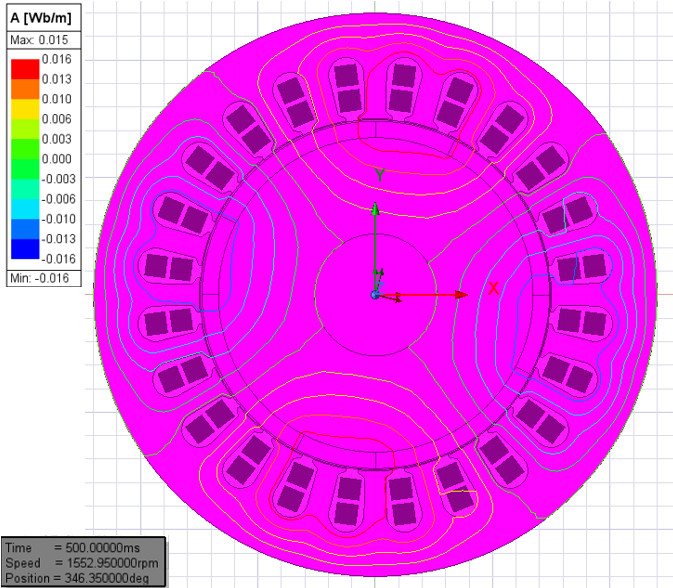 A [Wb/m]
Max: 0.015
0.016
0.013
0.010
0.006
0.003
0.000
-0.003
-0.006
-0.010
-0.013
-0.016
Min: -0.016
Y
X
Time = 500.00000ms
Speed = 1552.950000rpm
Position = 346.350000deg